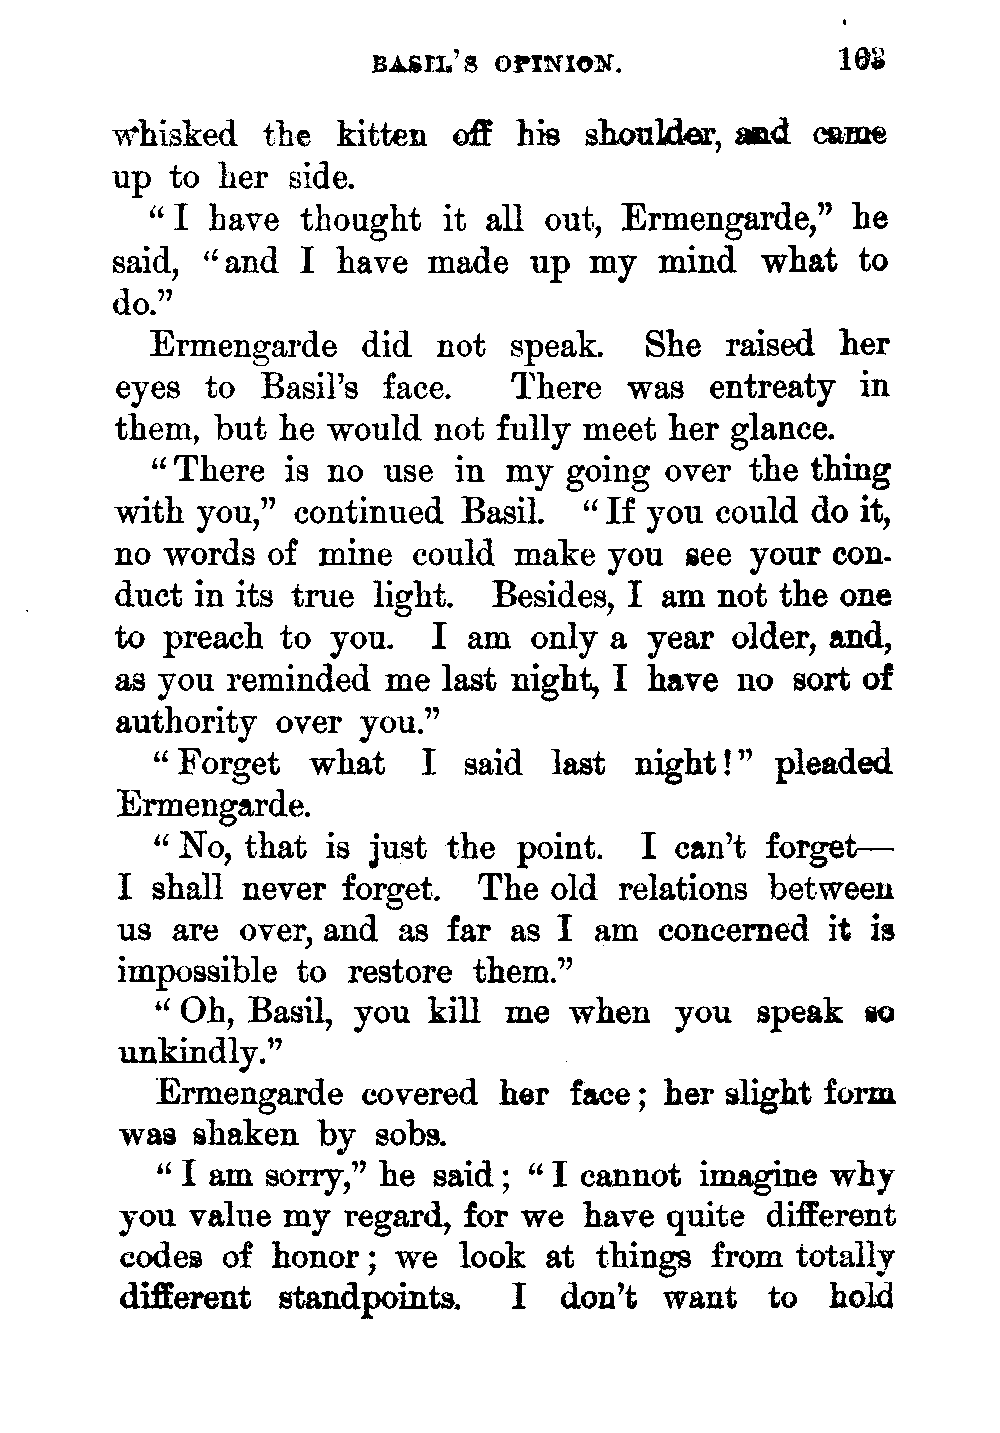 BASIL'S OPINION. 103
whisked the kitten off his shoulder, and came
up to her side.
“I have thought it all out, Ermengarde,” he
said, “and I have made up my mind what to
do.”
Ermengarde did not speak. She raised her
eyes to Basil's face. There was entreaty in
them, but he would not fully meet her glance.
“There is no use in my going over the thing
with you,” continued Basil. “If you could do it,
no words of mine could make you see your con-
duct in its true light. Besides, I am not the one
to preach to you. I am only a year older, and,
as you reminded me last night, I have no sort of
authority over you.”
“Forget what I said last night!” pleaded
Ermengarde.
“No, that is just the point. I can't forget—
I shall never forget. The old relations between
us are over, and as far as I am concerned it is
impossible to restore them.”
“Oh, Basil, you kill me when you speak so
unkindly.”
Ermengarde covered her face; her slight form
was shaken by sobs.
“I am sorry,” he said; “I cannot imagine why
you value my regard, for we have quite different
codes of honor; we look at things from totally
different standpoints. I don't want to hold